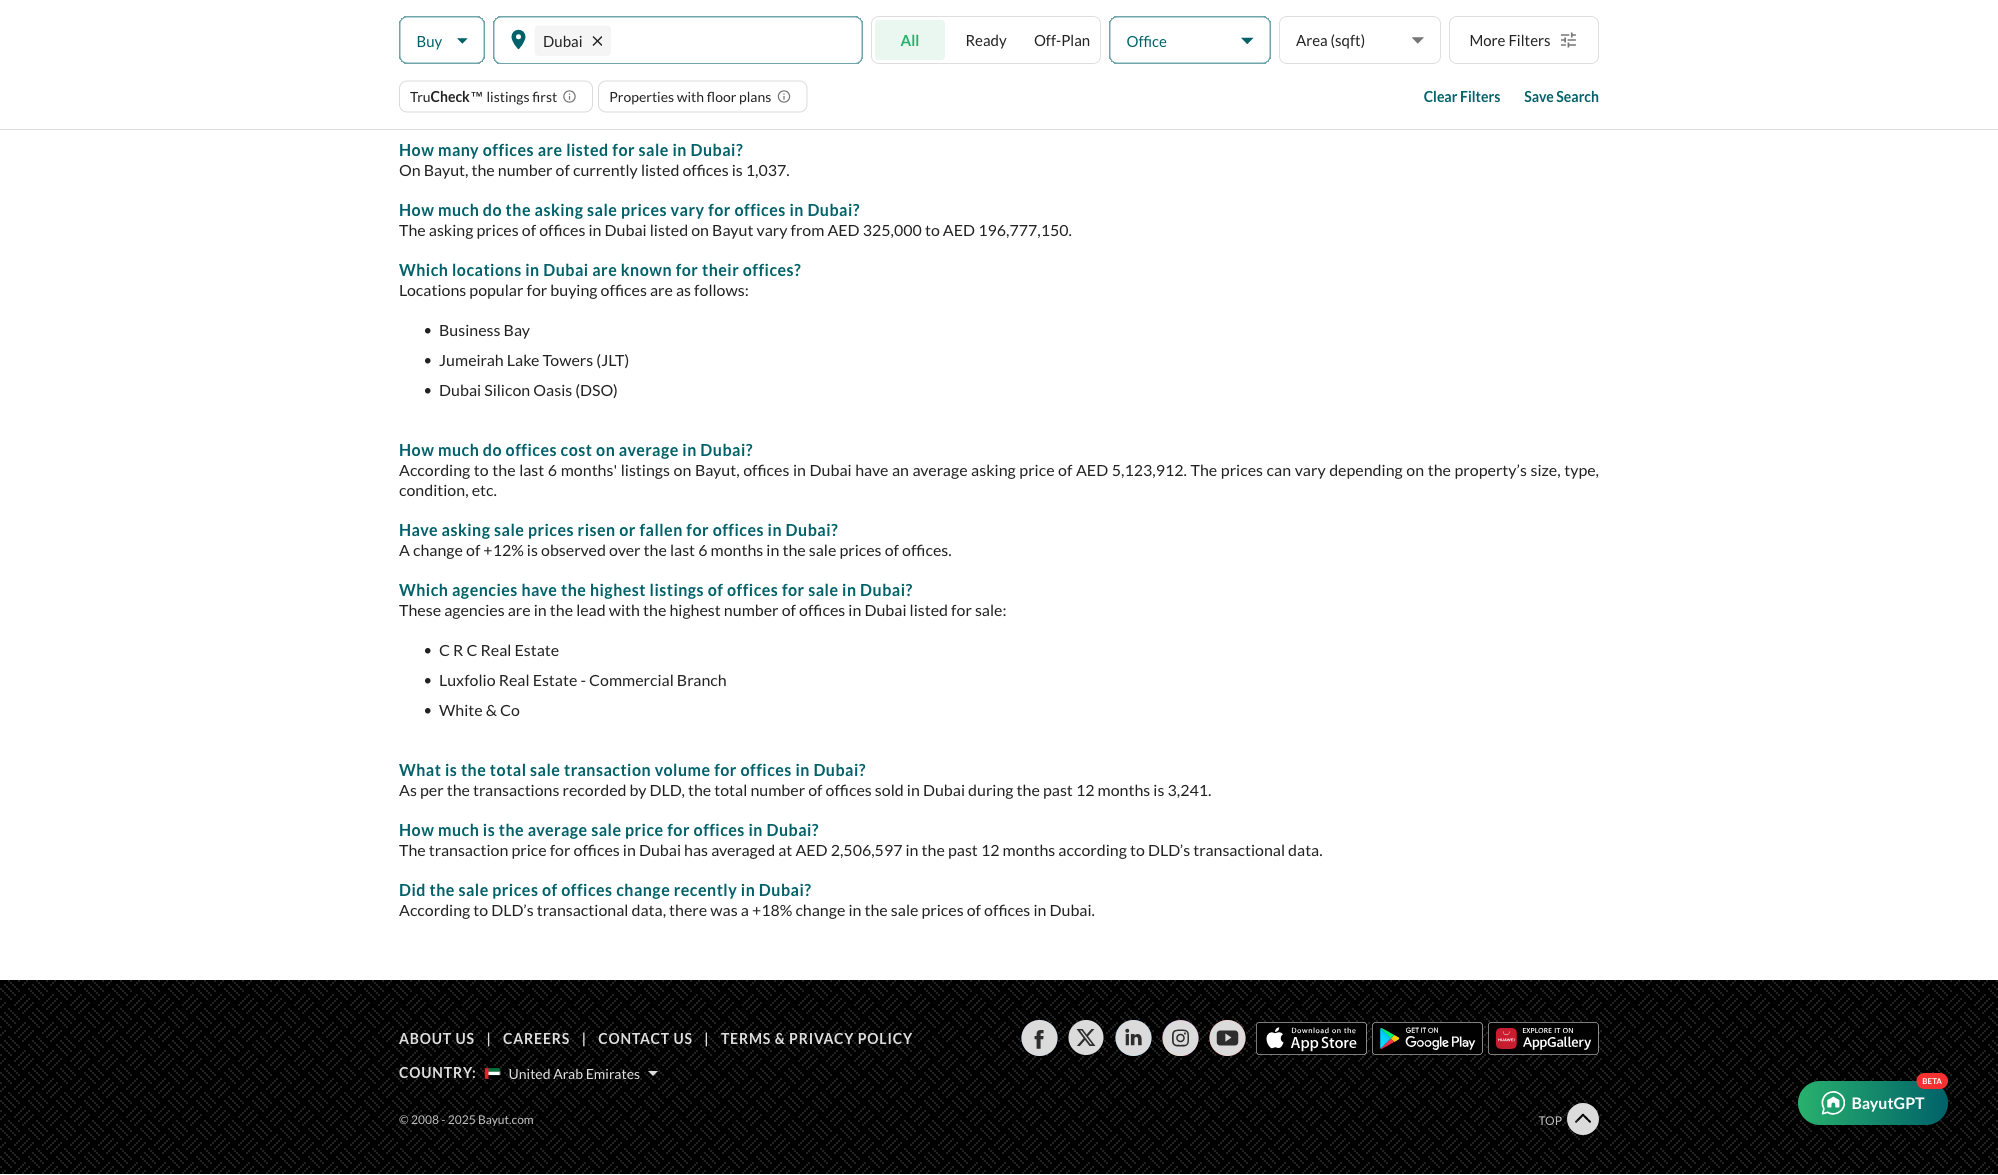 Buy
Dubai
All Ready Off-Plan
Office
Area (sqft)
More Filters
TruCheck™ listings first
Properties with floor plans
Clear Filters
Save Search
How many offices are listed for sale in Dubai?
On Bayut, the number of currently listed offices is 1,037.
How much do the asking sale prices vary for offices in Dubai?
The asking prices of offices in Dubai listed on Bayut vary from AED 325,000 to AED 196,777,150.
Which locations in Dubai are known for their offices?
Locations popular for buying offices are as follows:
• Business Bay
• Jumeirah Lake Towers (JLT)
• Dubai Silicon Oasis (DSO)
How much do offices cost on average in Dubai?
According to the last 6 months' listings on Bayut, offices in Dubai have an average asking price of AED 5,123,912. The prices can vary depending on the property’s size, type,
condition, etc.
Have asking sale prices risen or fallen for offices in Dubai?
A change of +12% is observed over the last 6 months in the sale prices of offices.
Which agencies have the highest listings of offices for sale in Dubai?
These agencies are in the lead with the highest number of offices in Dubai listed for sale:
• C R C Real Estate
• Luxfolio Real Estate - Commercial Branch
• White & Co
What is the total sale transaction volume for offices in Dubai?
As per the transactions recorded by DLD, the total number of offices sold in Dubai during the past 12 months is 3,241.
How much is the average sale price for offices in Dubai?
The transaction price for offices in Dubai has averaged at AED 2,506,597 in the past 12 months according to DLD’s transactional data.
Did the sale prices of offices change recently in Dubai?
According to DLD’s transactional data, there was a +18% change in the sale prices of offices in Dubai.
ABOUT US | CAREERS | CONTACT US | TERMS & PRIVACY POLICY
Download on the
App Store
GET IT ON
Google Play
HUAWEI
EXPLORE IT ON
AppGallery
COUNTRY: United Arab Emirates
© 2008 - 2025 Bayut.com
TOP
BETA
BayutGPT